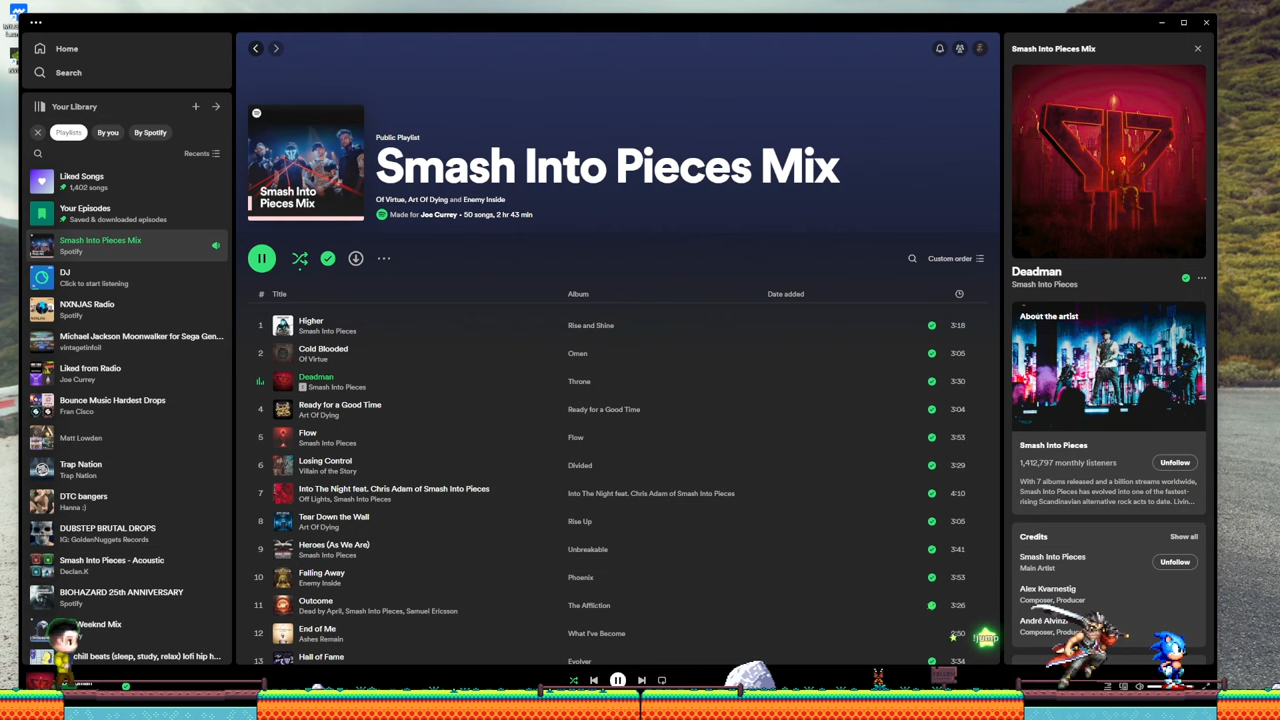 Home
Search
Your Library
Playlists
By you
By Spotify
Recents
Liked Songs
1,402 songs
Your Episodes
Saved & downloaded episodes
Smash Into Pieces Mix
Spotify
DJ
Click to start listening
NXNJAS Radio
Spotify
Michael Jackson Moonwalker for Sega Gen...
vintagetinfoil
Liked from Radio
Joe Currey
Bounce Music Hardest Drops
Fran Cisco
Matt Lowden
Trap Nation
Trap Nation
DTC bangers
Hanna :)
DUBSTEP BRUTAL DROPS
IG: GoldenNuggets Records
Smash Into Pieces - Acoustic
Declan.K
BIOHAZARD 25th ANNIVERSARY
Spotify
Weeknd Mix
chill beats (sleep, study, relax) lofi hip h...
Smash Into
Pieces Mix
Public Playlist
Smash Into Pieces Mix
Of Virtue, Art Of Dying and Enemy Inside
Made for Joe Currey • 50 songs, 2 hr 43 min
Custom order
# Title Album Date added
1 Higher Rise and Shine 3:18
Smash Into Pieces
2 Cold Blooded Omen 3:05
Of Virtue
Deadman Throne 3:30
E Smash Into Pieces
4 Ready for a Good Time Ready for a Good Time 3:04
Art Of Dying
5 Flow Flow 3:53
Smash Into Pieces
6 Losing Control Divided 3:29
Villain of the Story
7 Into The Night feat. Chris Adam of Smash Into Pieces Into The Night feat. Chris Adam of Smash Into Pieces 4:10
Off Lights, Smash Into Pieces
8 Tear Down the Wall Rise Up 3:05
Art Of Dying
9 Heroes (As We Are) Unbreakable 3:41
Smash Into Pieces
10 Falling Away Phoenix 3:53
Enemy Inside
11 Outcome The Affliction 3:26
Dead by April, Smash Into Pieces, Samuel Ericsson
12 End of Me What I've Become
Ashes Remain
13 Hall of Fame Evolver 3:34
!jump
Smash Into Pieces Mix
Deadman
Smash Into Pieces
About the artist
Smash Into Pieces
1,412,797 monthly listeners
Unfollow
With 7 albums released and a billion streams worldwide,
Smash Into Pieces has evolved into one of the fastest-
rising Scandinavian alternative rock acts to date. Livin...
Credits
Show all
Smash Into Pieces
Main Artist
Unfollow
Alex Kvarnestig
Composer, Producer
André Alvinz
Composer, Produ